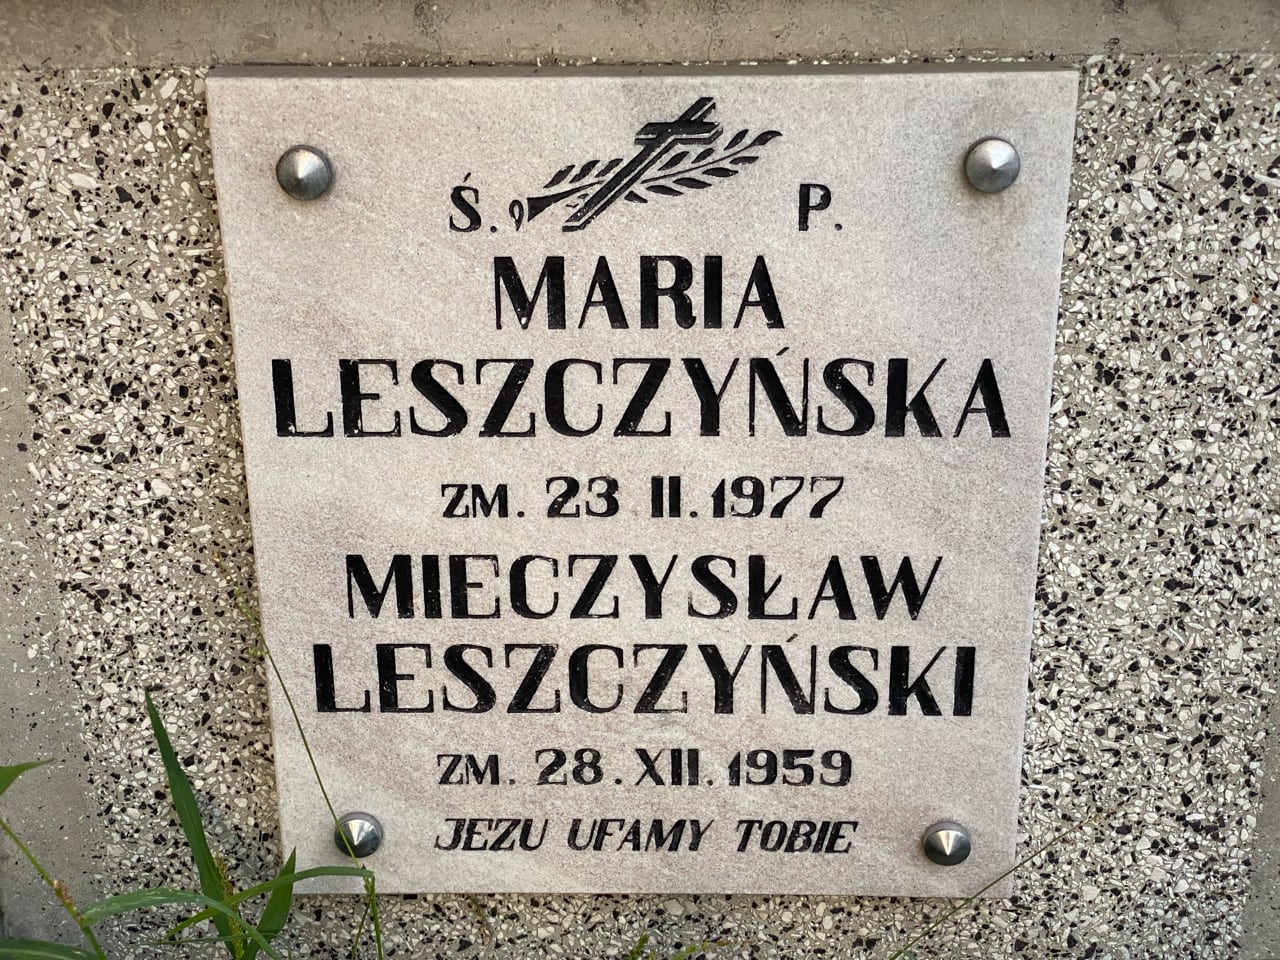 Ś. P.
MARIA
LESZCZYŃSKA
ZM. 23 II. 1977
MIECZYSŁAW
LESZCZYŃSKI
ZM. 28. XII. 1959
JEZU UFAMY TOBIE